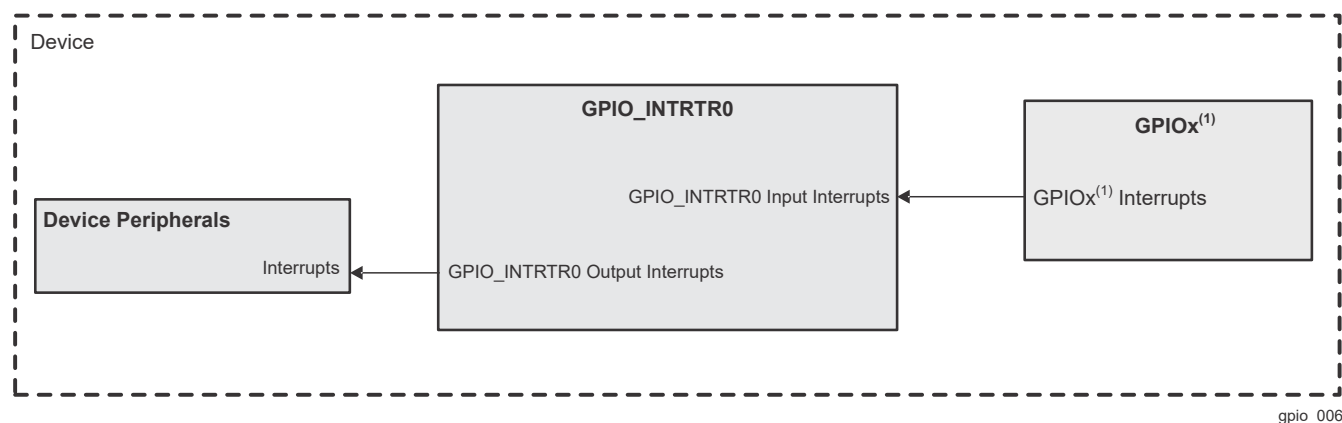 Device
GPIO_INTRTR0
GPIOx(1)
GPIO_INTRTR0 Input Interrupts
GPIOx(1) Interrupts
Device Peripherals
Interrupts
GPIO_INTRTR0 Output Interrupts
gpio_006